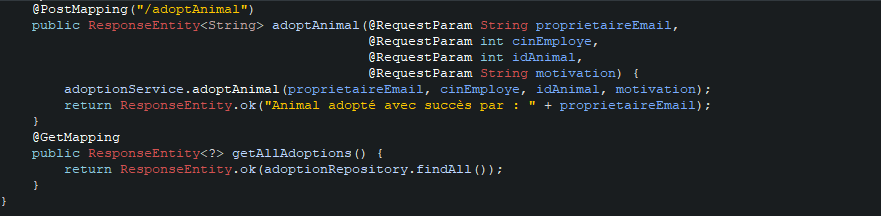 @PostMapping("/adoptAnimal")
public ResponseEntity<String> adoptAnimal(@RequestParam String proprietaireEmail,
@RequestParam int cinEmploye,
@RequestParam int idAnimal,
@RequestParam String motivation) {
adoptionService.adoptAnimal(proprietaireEmail, cinEmploye, idAnimal, motivation);
return ResponseEntity.ok("Animal adopté avec succès par : " + proprietaireEmail);
}
@GetMapping
public ResponseEntity<?> getAllAdoptions() {
return ResponseEntity.ok(adoptionRepository.findAll());
}
}